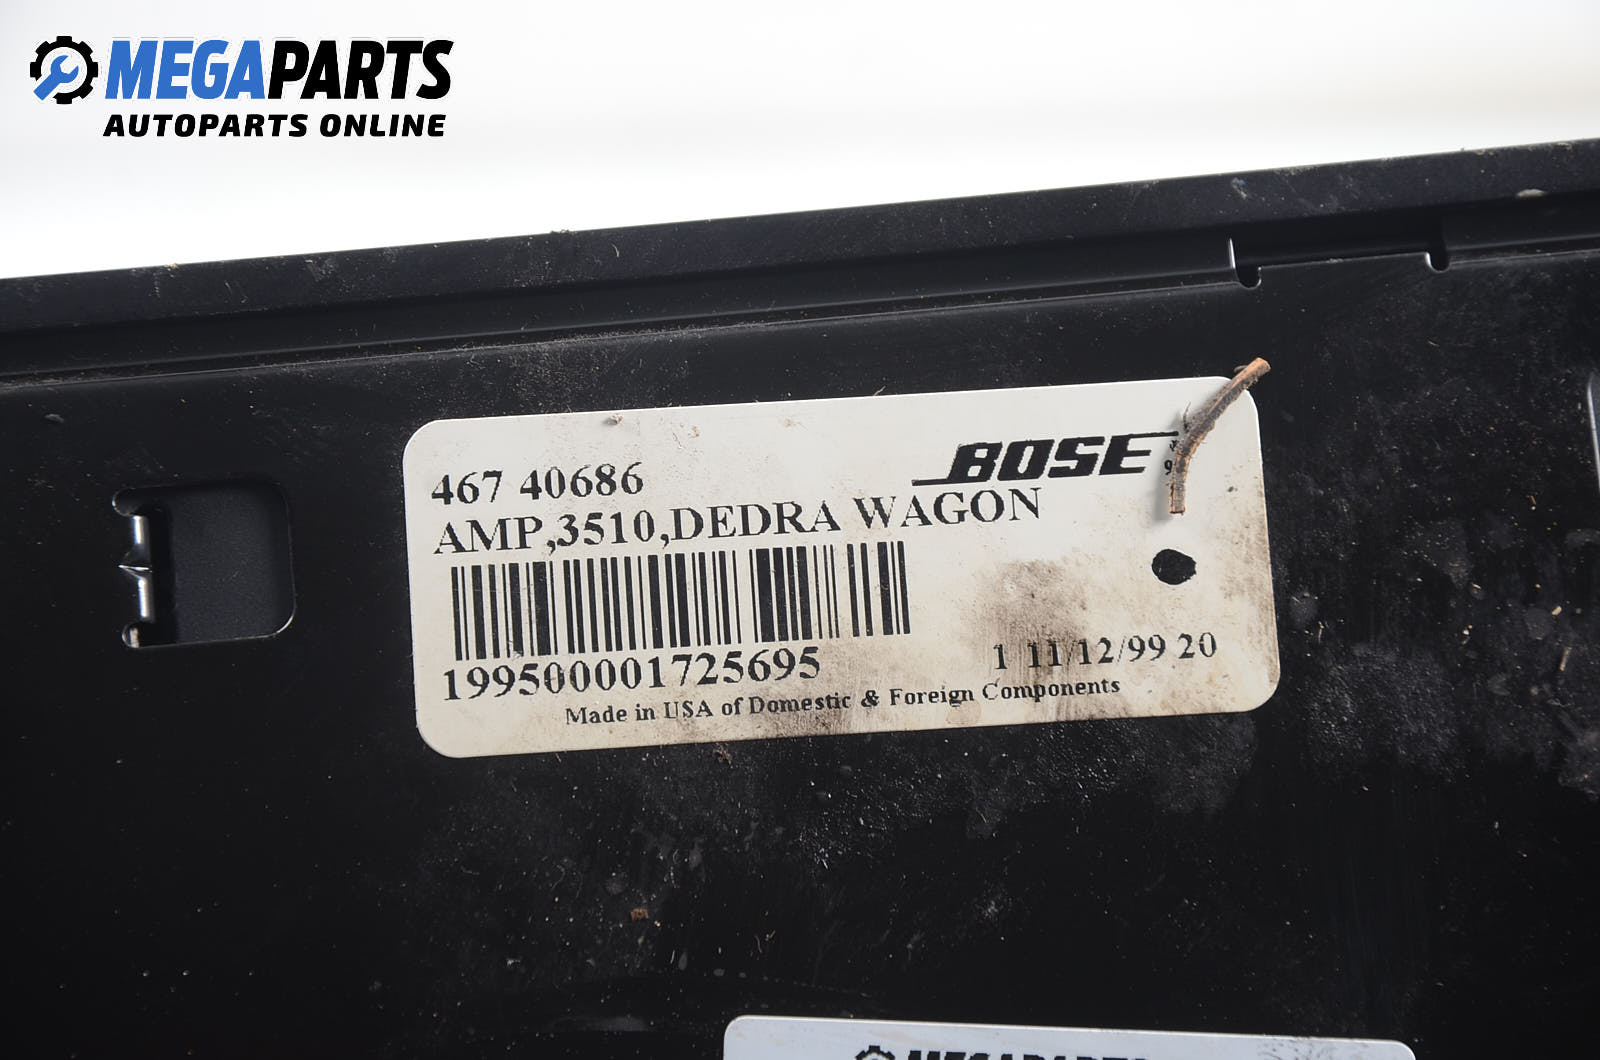 MEGAPARTS
AUTOPARTS ONLINE
467 40686
BOSE
AMP,3510,DEDRA WAGON
199500001725695
1 11/12/99 20
Made in USA of Domestic & Foreign Components
MEGAPARTS